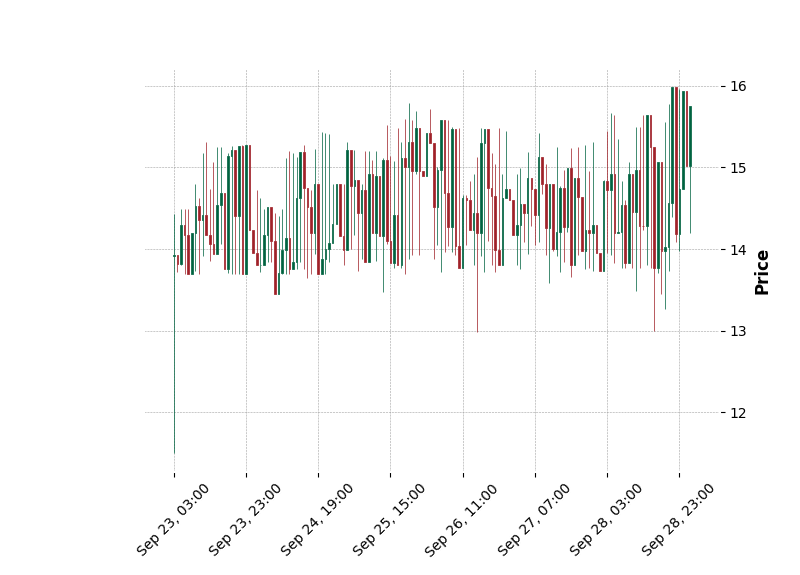 16
15
14
13
12
Price
Sep 23, 03:00
Sep 23, 23:00
Sep 24, 19:00
Sep 25, 15:00
Sep 26, 11:00
Sep 27, 07:00
Sep 28, 03:00
Sep 28, 23:00